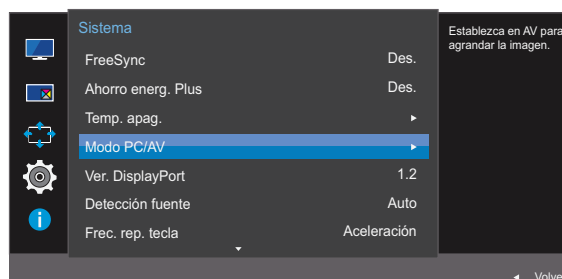 Sistema
FreeSync Des.
Ahorro energ. Plus Des.
Temp. apag.
Modo PC/AV
Ver. DisplayPort 1.2
Detección fuente Auto
Frec. rep. tecla Aceleración
Establezca en AV para
agrandar la imagen.
Volve